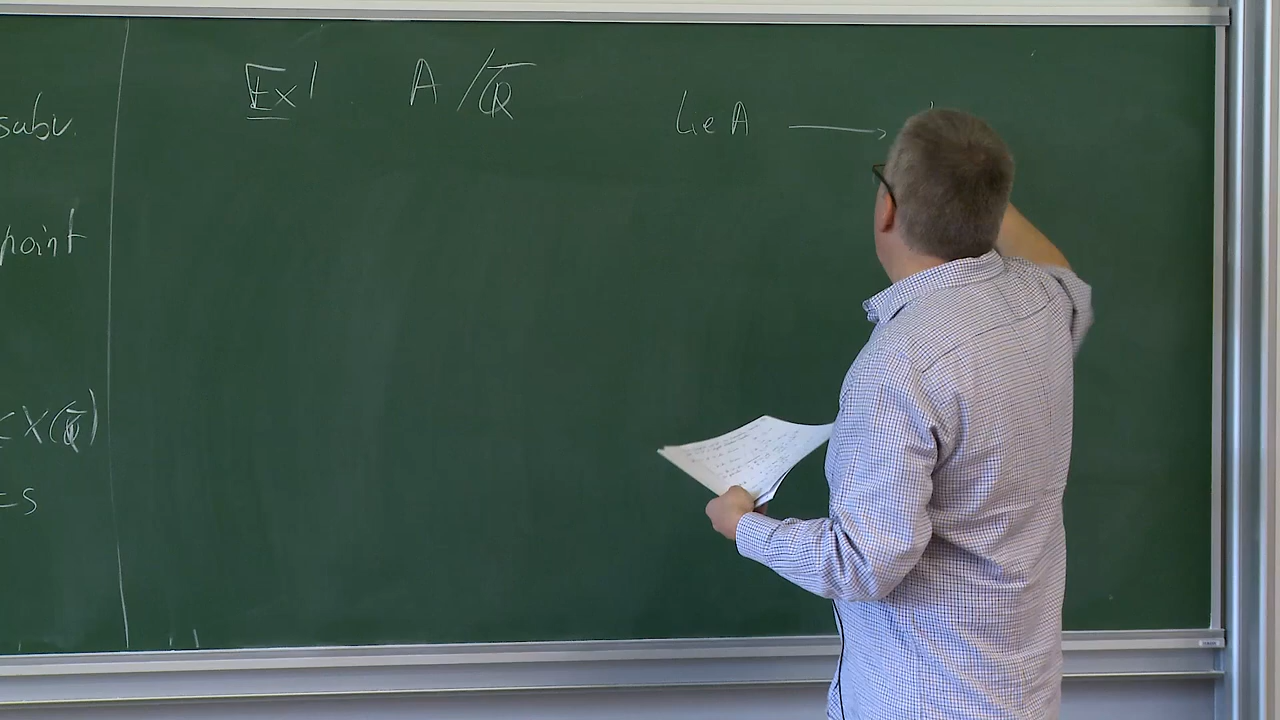 subv.
point
X(Q̄)
=s
Ex1 A /Q̄
Lie A →